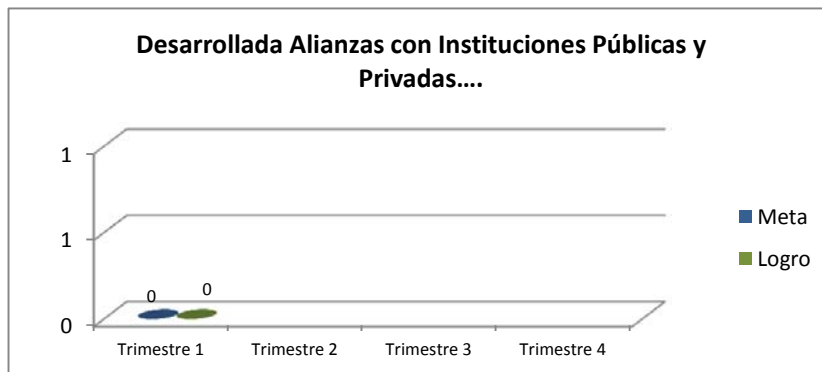 Desarrollada Alianzas con Instituciones Públicas y
Privadas....
1
1
0
0
0
Trimestre 1
Trimestre 2
Trimestre 3
Trimestre 4
Meta
Logro